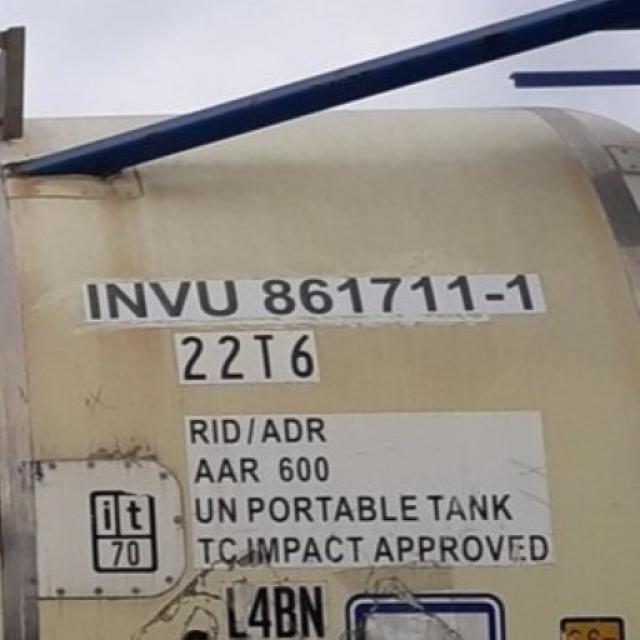 INVU 861711-1
22T6
RID/ADR
AAR 600
UN PORTABLE TANK
TC IMPACT APPROVED
it
70
L4BN